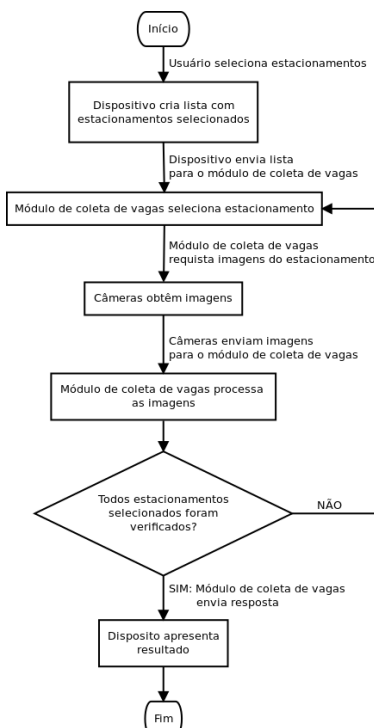 Início
Usuário seleciona estacionamentos
Dispositivo cria lista com
estacionamentos selecionados
Dispositivo envia lista
para o módulo de coleta de vagas
Módulo de coleta de vagas seleciona estacionamento
Módulo de coleta de vagas
requista imagens do estacionamento
Câmeras obtêm imagens
Câmeras enviam imagens
para o módulo de coleta de vagas
Módulo de coleta de vagas processa
as imagens
Todos estacionamentos
selecionados foram
verificados?
NÃO
SIM: Módulo de coleta de vagas
envia resposta
Disposito apresenta
resultado
Fim